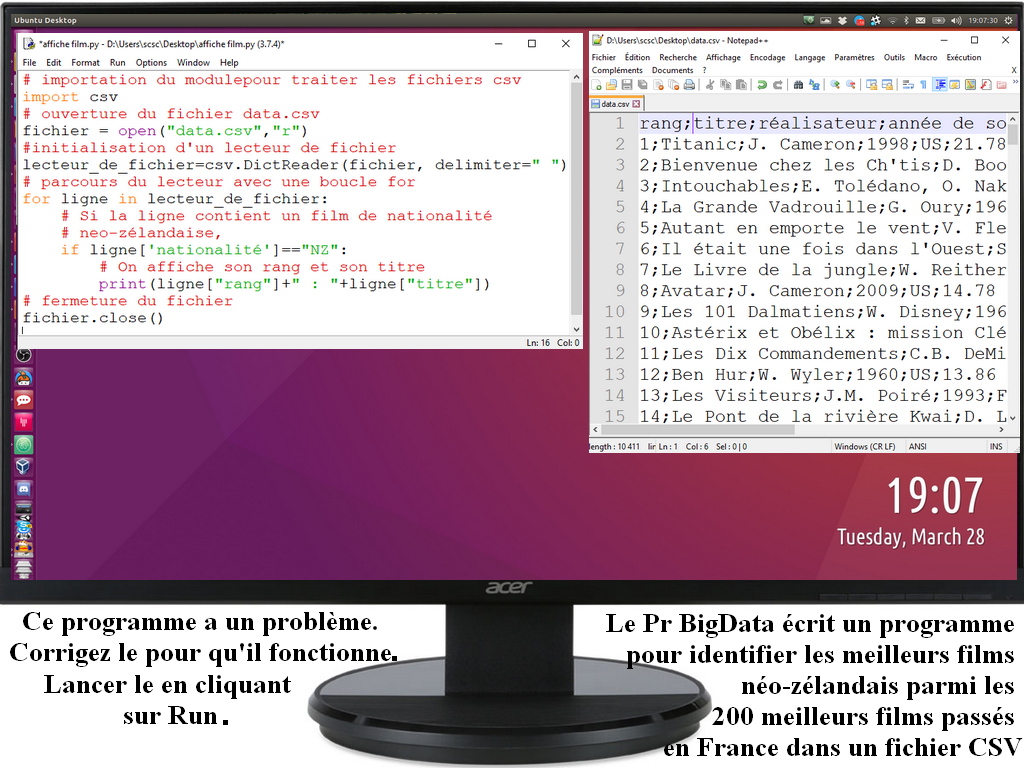 Ubuntu Desktop
19:07:30
*affiche film.py - D:\Users\scsc\Desktop\affiche film.py (3.7.4)*
File Edit Format Run Options Window Help
# importation du modulepour traiter les fichiers csv
import csv
# ouverture du fichier data.csv
fichier = open("data.csv","r")
#initialisation d'un lecteur de fichier
lecteur_de_fichier=csv.DictReader(fichier, delimiter=" ")
# parcours du lecteur avec une boucle for
for ligne in lecteur_de_fichier:
# Si la ligne contient un film de nationalité
# neo-zélandaise,
if ligne['nationalité']=="NZ":
# On affiche son rang et son titre
print(ligne["rang"]+" : "+ligne["titre"])
# fermeture du fichier
fichier.close()
Ln: 16 Col: 0
D:\Users\scsc\Desktop\data.csv - Notepad++
Fichier Édition Recherche Affichage Encodage Langage Paramètres Outils Macro Exécution
Compléments Documents ? X
data.csv
1 rang;titre;réalisateur;année de so
2 1;Titanic;J. Cameron;1998;US;21.78
3 2;Bienvenue chez les Ch'tis;D. Boo
4 3;Intouchables;E. Tolédano, O. Nak
5 4;La Grande Vadrouille;G. Oury;196
6 5;Autant en emporte le vent;V. Fle
7 6;Il était une fois dans l'Ouest;S
8 7;Le Livre de la jungle;W. Reither
9 8;Avatar;J. Cameron;2009;US;14.78
10 9;Les 101 Dalmatiens;W. Disney;196
11 10;Astérix et Obélix : mission Clé
12 11;Les Dix Commandements;C.B. DeMi
13 12;Ben Hur;W. Wyler;1960;US;13.86
14 13;Les Visiteurs;J.M. Poiré;1993;F
15 14;Le Pont de la rivière Kwai;D. L
length : 10 411 lir Ln : 1 Col : 6 Sel : 0 | 0 Windows (CR LF) ANSI INS
19:07
Tuesday, March 28
acer
Ce programme a un problème.
Corrigez le pour qu'il fonctionne.
Lancer le en cliquant
sur Run.
Le Pr BigData écrit un programme
pour identifier les meilleurs films
néo-zélandais parmi les
200 meilleurs films passés
en France dans un fichier CSV